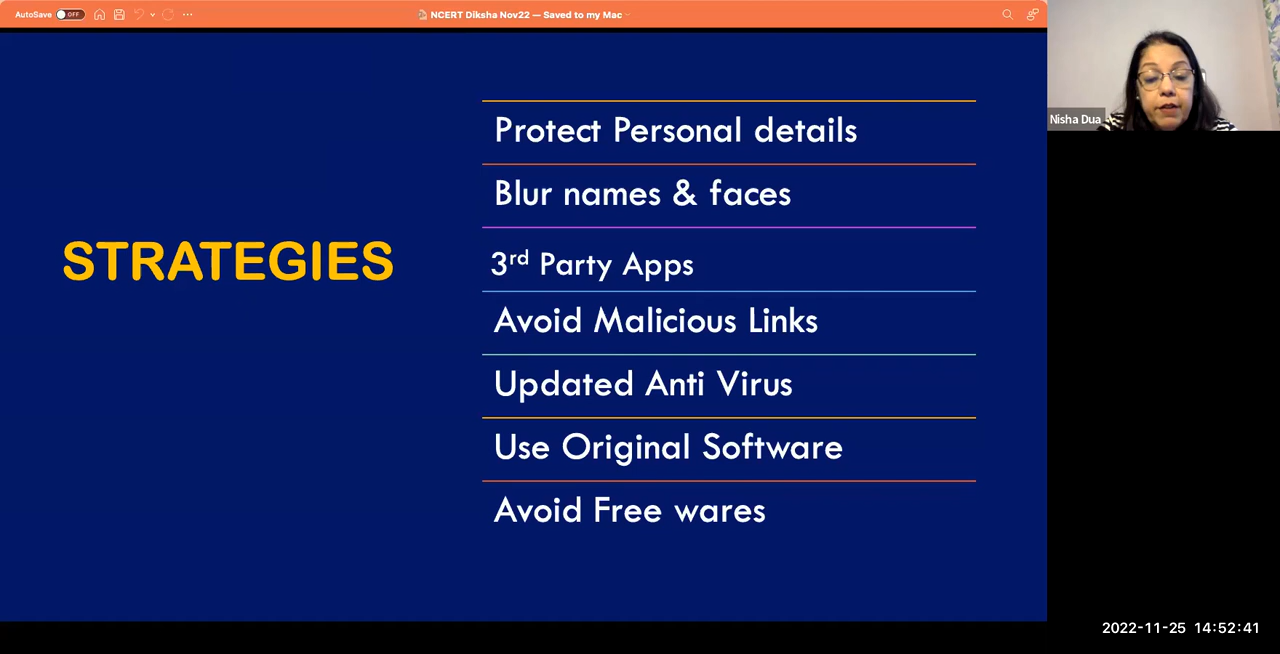 AutoSave OFF
NCERT Diksha Nov22 — Saved to my Mac
Nisha Dua
STRATEGIES
Protect Personal details
Blur names & faces
3rd Party Apps
Avoid Malicious Links
Updated Anti Virus
Use Original Software
Avoid Free wares
2022-11-25 14:52:41